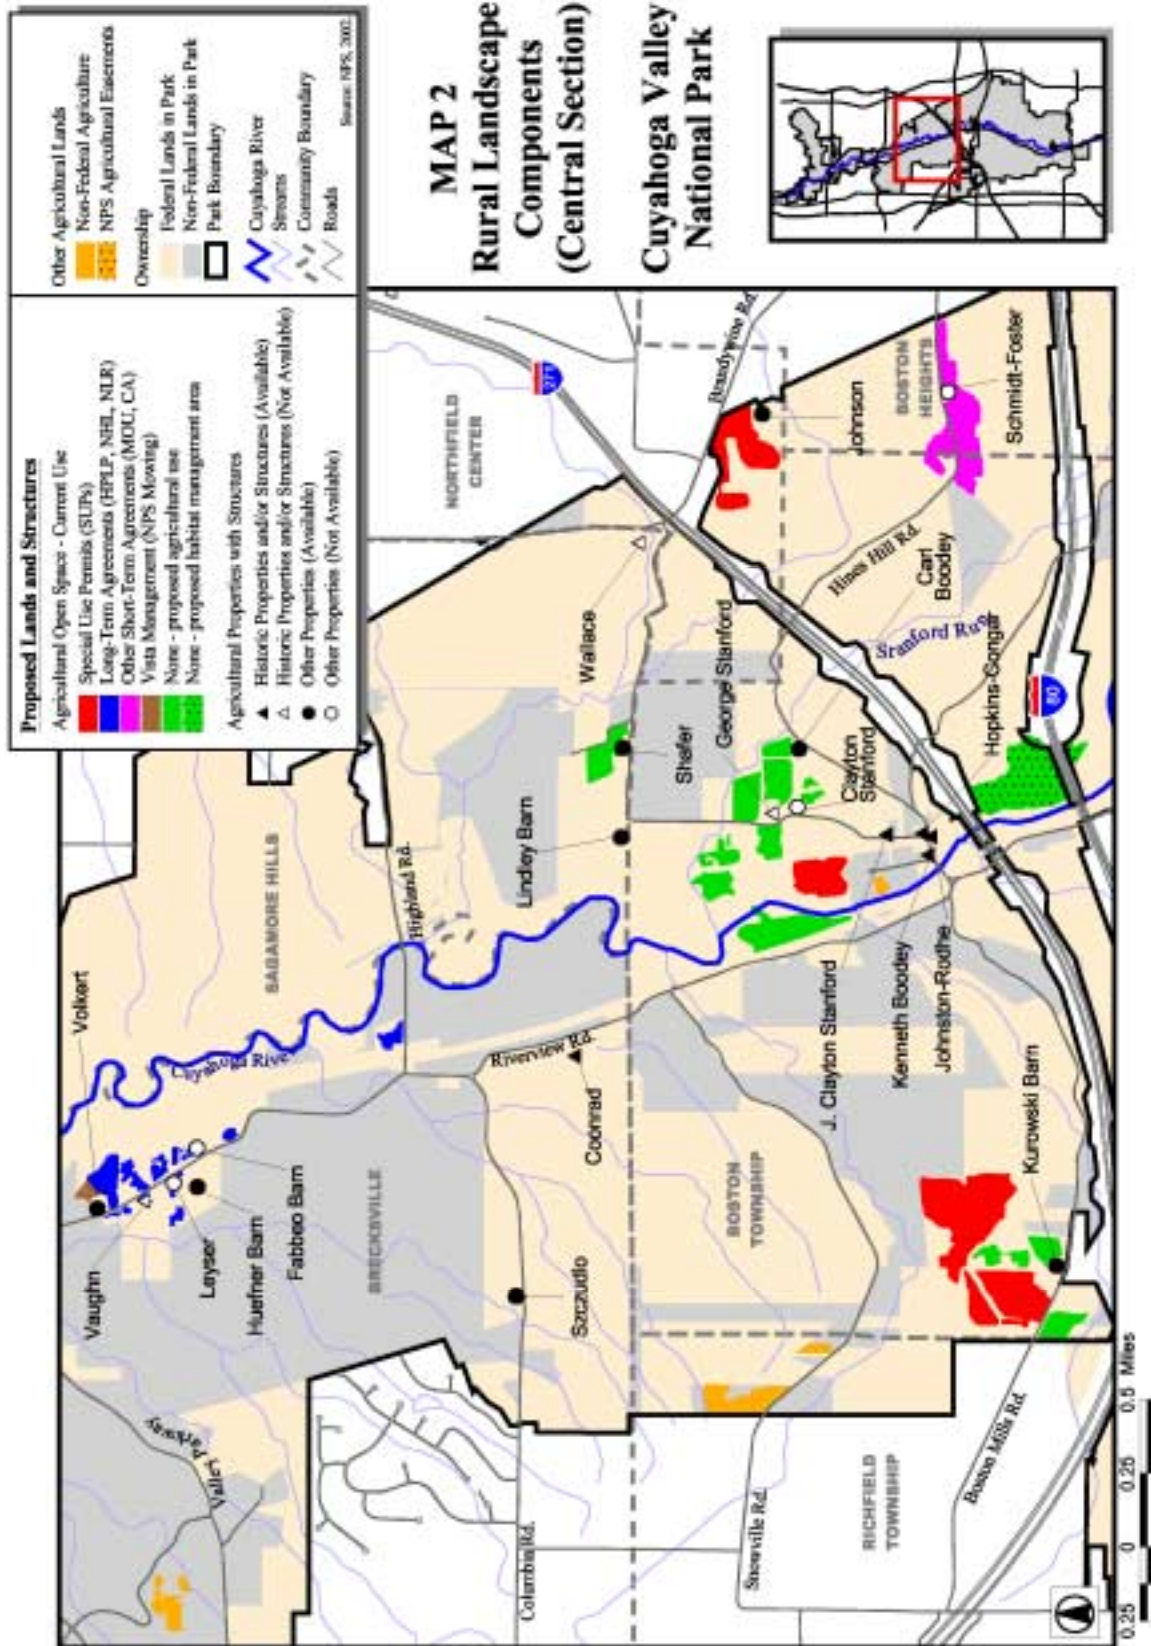 MAP 2
Rural Landscape
Components
(Central Section)
Cuyahoga Valley
National Park
Proposed Lands and Structures
Agricultural Open Space - Current Use
Special Use Permits (SUPs)
Long-Term Agreements (HPLP, NHL, NLR)
Other Short-Term Agreements (MOU, CA)
Vista Management (NPS Mowing)
None - proposed agricultural use
None - proposed habitat management area
Agricultural Properties with Structures
Historic Properties and/or Structures (Available)
Historic Properties and/or Structures (Not Available)
Other Properties (Available)
Other Properties (Not Available)
Other Agricultural Lands
Non-Federal Agriculture
NPS Agricultural Easements
Ownership
Federal Lands in Park
Non-Federal Lands in Park
Park Boundary
Cuyahoga River
Streams
Community Boundary
Roads
Source: NPS, 2002
Volkert
SAGAMORE HILLS
Cuyahoga River
Highland Rd.
Vaughn
Leyser
Huefner Barn
Fabbeo Barn
BRECKSVILLE
Valley Parkway
Columbia Rd.
Szczudlo
Coonrad
Riverview Rd.
Lindley Barn
Wallace
NORTHFIELD
CENTER
271
Brandywine Rd.
Shafer
George Stanford
Johnson
BOSTON
HEIGHTS
Schmidt-Foster
Hines Hill Rd.
Carl
Boodey
Stanford Run
Clayton
Stanford
Hopkins-Gongar
80
J. Clayton Stanford
Kenneth Boodey
Johnston-Rodhe
BOSTON
TOWNSHIP
Kurowski Barn
Snowville Rd.
RICHFIELD
TOWNSHIP
Boston Mills Rd.
0.25 0 0.25 0.5 Miles